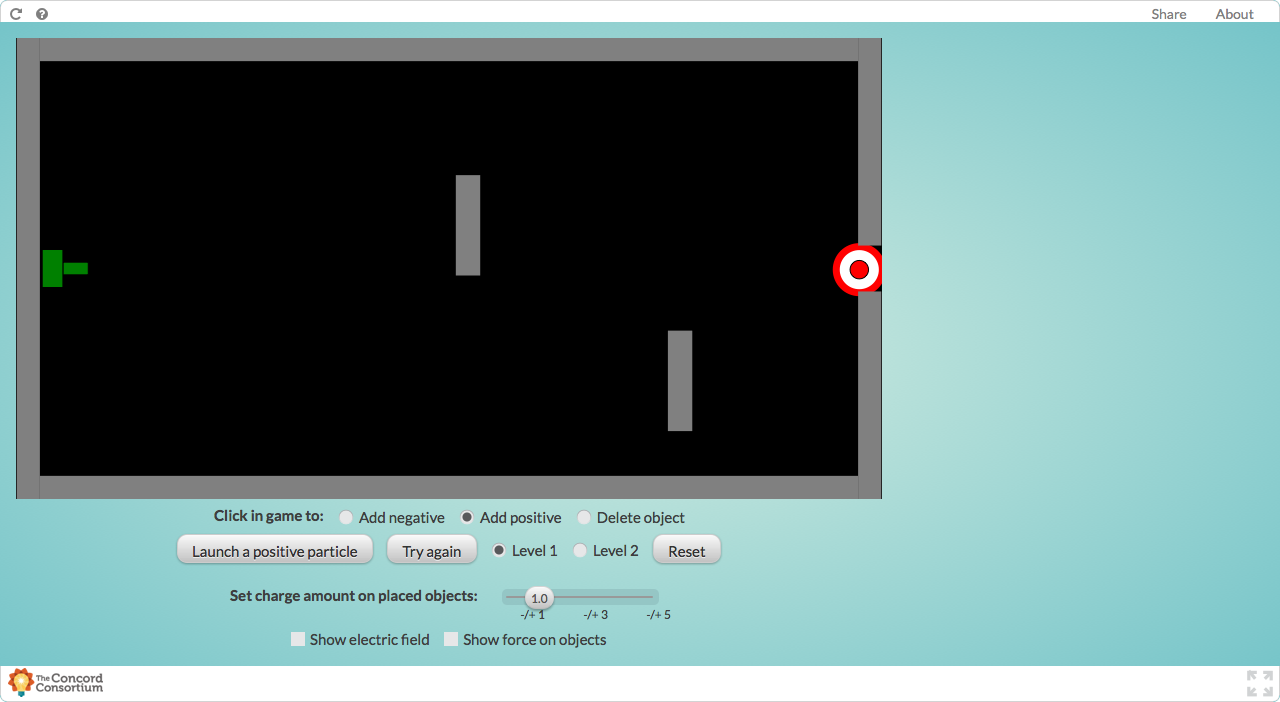 Share About
Click in game to: Add negative Add positive Delete object
Launch a positive particle Try again Level 1 Level 2 Reset
Set charge amount on placed objects: 1.0
-/+ 1 -/+ 3 -/+ 5
Show electric field Show force on objects
The Concord
Consortium